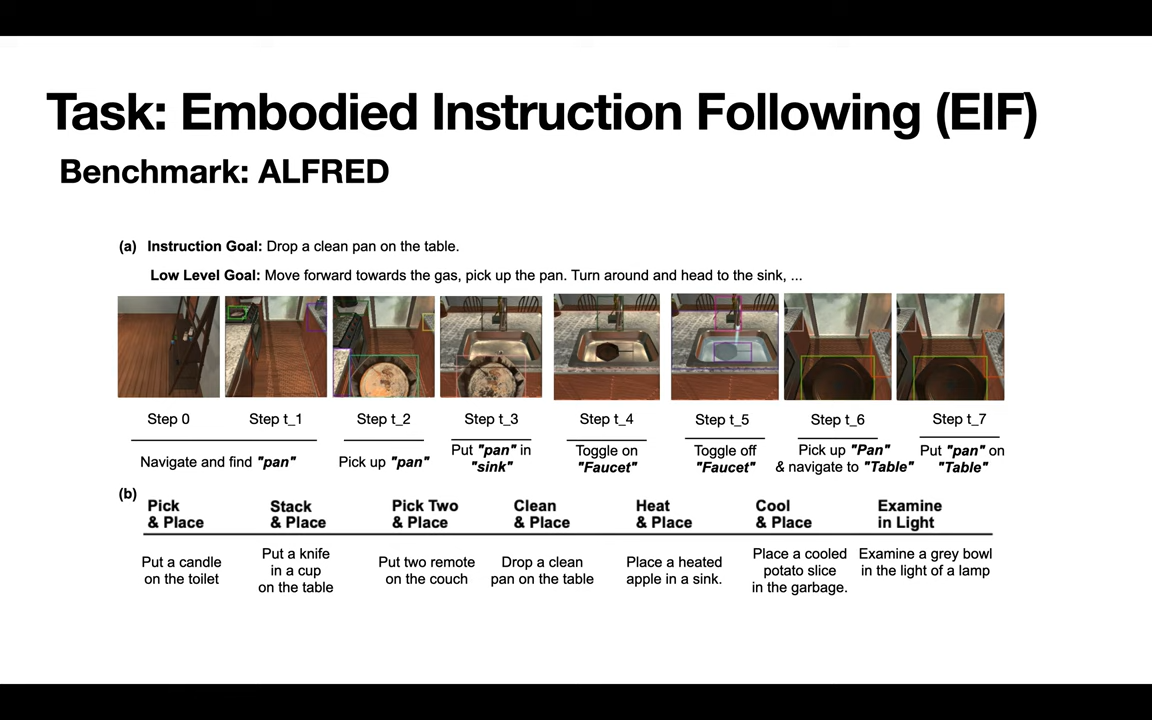 Task: Embodied Instruction Following (EIF)
Benchmark: ALFRED
(a) Instruction Goal: Drop a clean pan on the table.
Low Level Goal: Move forward towards the gas, pick up the pan. Turn around and head to the sink, ...
Step 0 Step t_1 Step t_2 Step t_3 Step t_4 Step t_5 Step t_6 Step t_7
Navigate and find "pan"
Pick up "pan"
Put "pan" in
"sink"
Toggle on
"Faucet"
Toggle off
"Faucet"
Pick up "Pan"
& navigate to "Table"
Put "pan" on
"Table"
(b)
Pick
& Place
Stack
& Place
Pick Two
& Place
Clean
& Place
Heat
& Place
Cool
& Place
Examine
in Light
Put a candle
on the toilet
Put a knife
in a cup
on the table
Put two remote
on the couch
Drop a clean
pan on the table
Place a heated
apple in a sink.
Place a cooled
potato slice
in the garbage.
Examine a grey bowl
in the light of a lamp